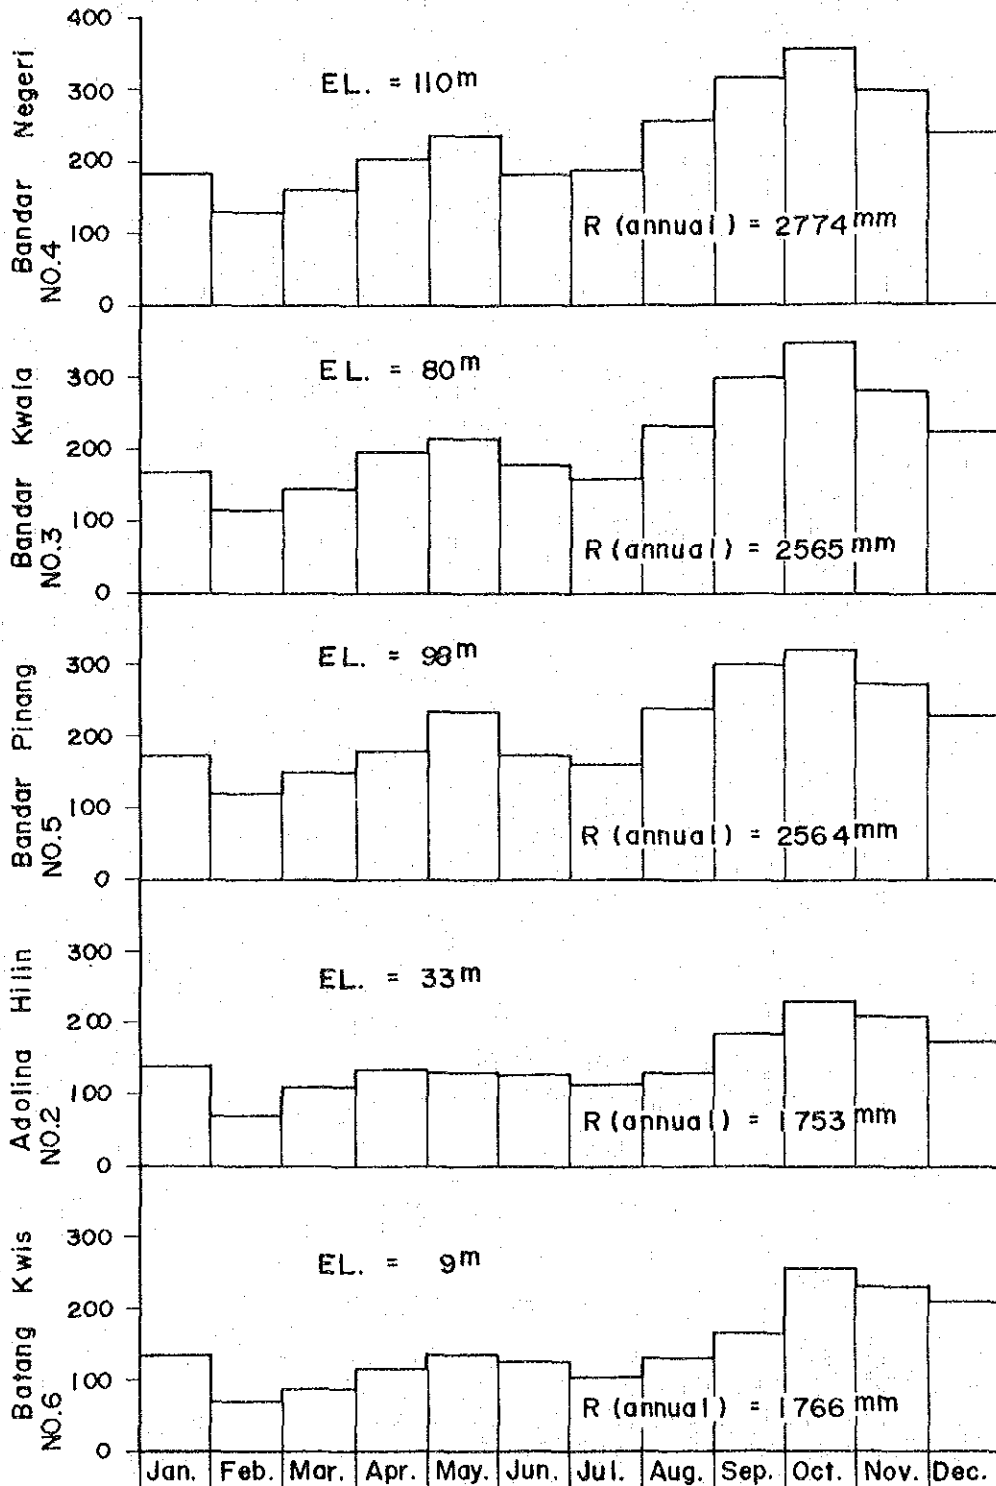 Bandar Negeri
NO.4
400
300
200
100
0
EL. = 110m
R (annual) = 2774mm
Bandar Kwala
NO.3
300
200
100
0
EL. = 80m
R (annual) = 2565mm
Bandar Pinang
NO.5
300
200
100
0
EL. = 98m
R (annual) = 2564mm
Adolina Hilin
NO.2
300
200
100
0
EL. = 33m
R (annual) = 1753mm
Batang Kwis
NO.6
300
200
100
0
EL. = 9m
R (annual) = 1766mm
Jan. Feb. Mar. Apr. May. Jun. Jul. Aug. Sep. Oct. Nov. Dec.